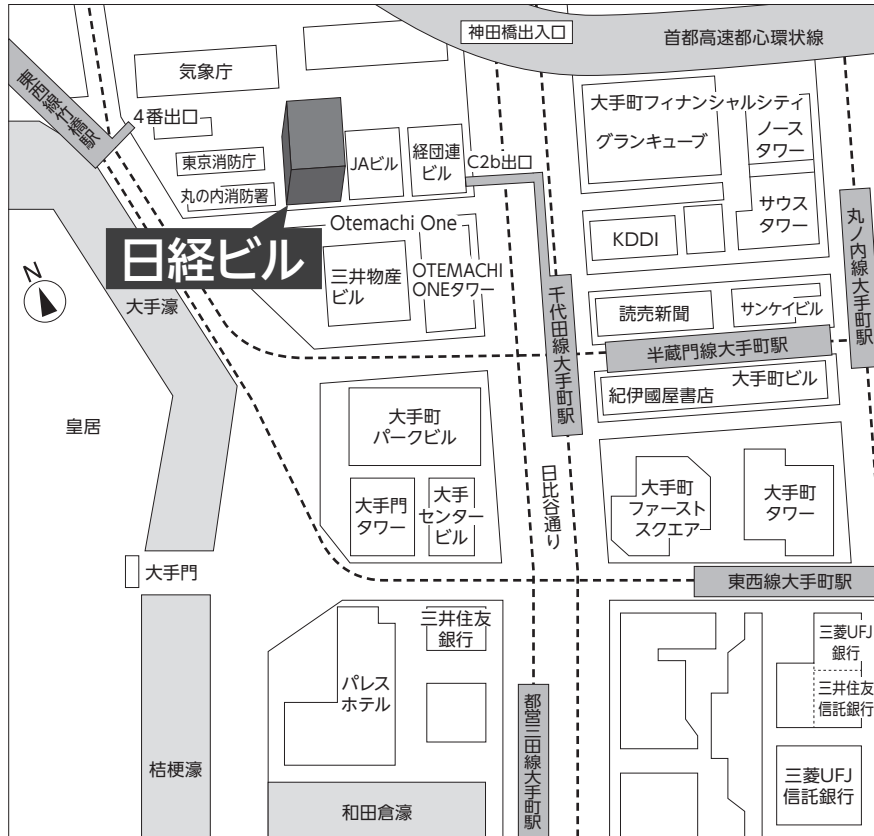 神田橋出入口
首都高速都心環状線
東西線竹橋駅
気象庁
4番出口
大手町フィナンシャルシティ
グランキューブ
ノース
タワー
東京消防庁
JAビル
経団連
ビル
C2b出口
丸の内消防署
サウス
タワー
丸ノ内線大手町駅
Otemachi One
KDDI
日経ビル
三井物産
ビル
OTEMACHI
ONEタワー
N
大手濠
千代田線大手町駅
読売新聞
サンケイビル
半蔵門線大手町駅
大手町ビル
紀伊國屋書店
皇居
大手町
パークビル
日比谷通り
大手門
タワー
大手
センター
ビル
大手町
ファースト
スクエア
大手町
タワー
大手門
東西線大手町駅
三井住友
銀行
三菱UFJ
銀行
パレス
ホテル
三井住友
信託銀行
都営三田線大手町駅
桔梗濠
和田倉濠
三菱UFJ
信託銀行